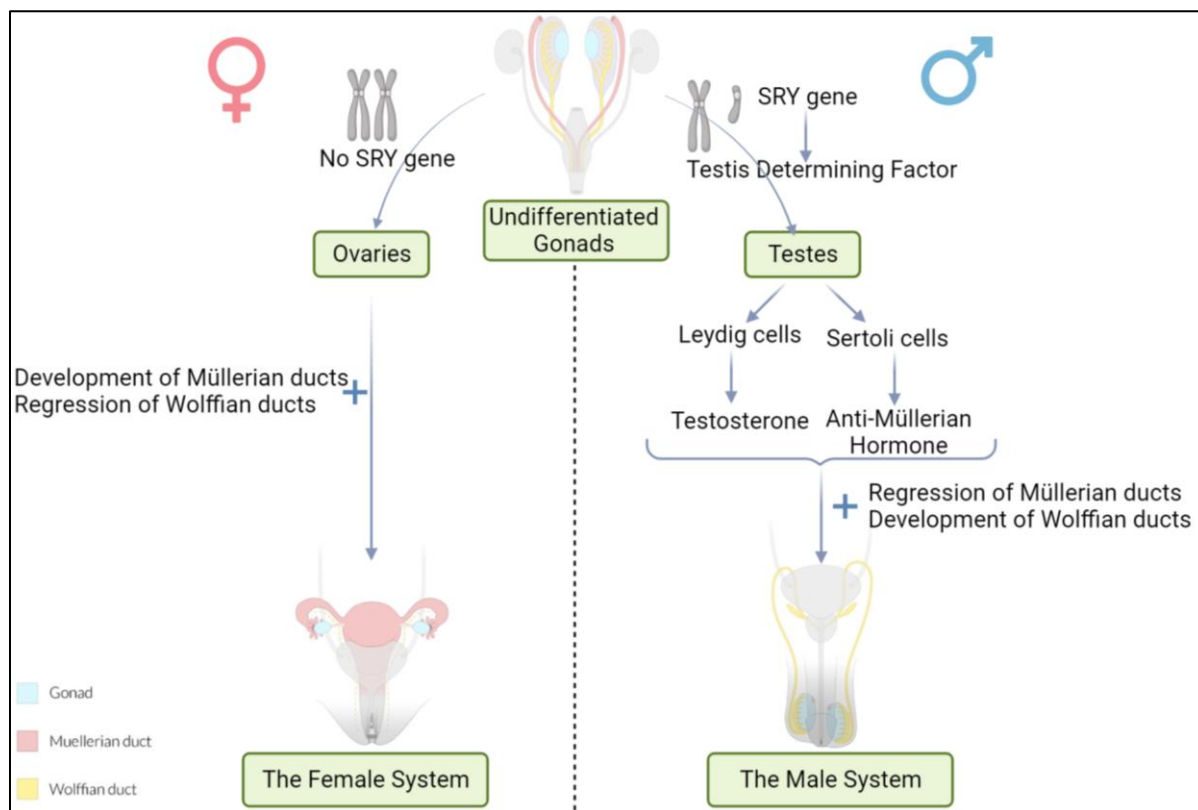 SRY gene
No SRY gene
Testis Determining Factor
Undifferentiated
Gonads
Ovaries
Testes
Leydig cells
Sertoli cells
Development of Müllerian ducts
Regression of Wolffian ducts
Testosterone
Anti-Müllerian
Hormone
Regression of Müllerian ducts
Development of Wolffian ducts
Gonad
Muellerian duct
Wolffian duct
The Female System
The Male System